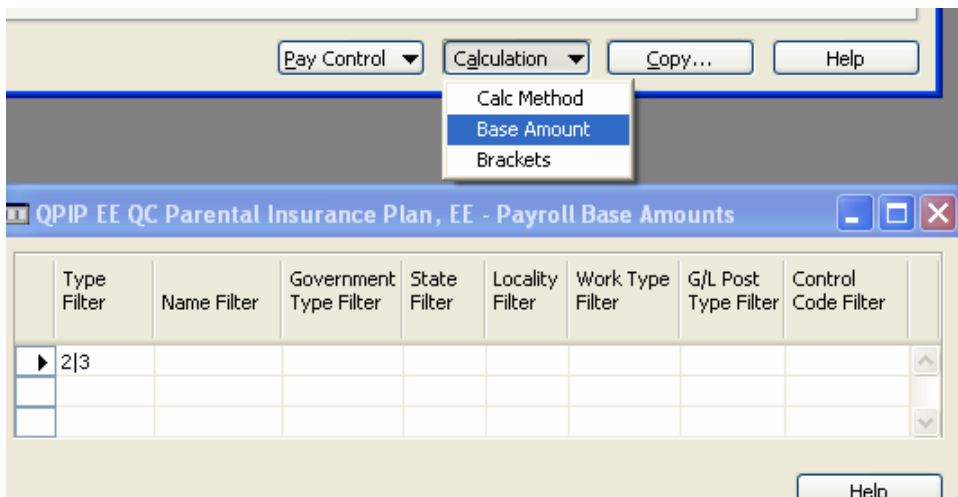 Pay Control Calculation Copy... Help
Calc Method
Base Amount
Brackets
QPIP EE QC Parental Insurance Plan, EE - Payroll Base Amounts
Type Filter Name Filter Government Type Filter State Filter Locality Filter Work Type Filter G/L Post Type Filter Control Code Filter
2|3
Help